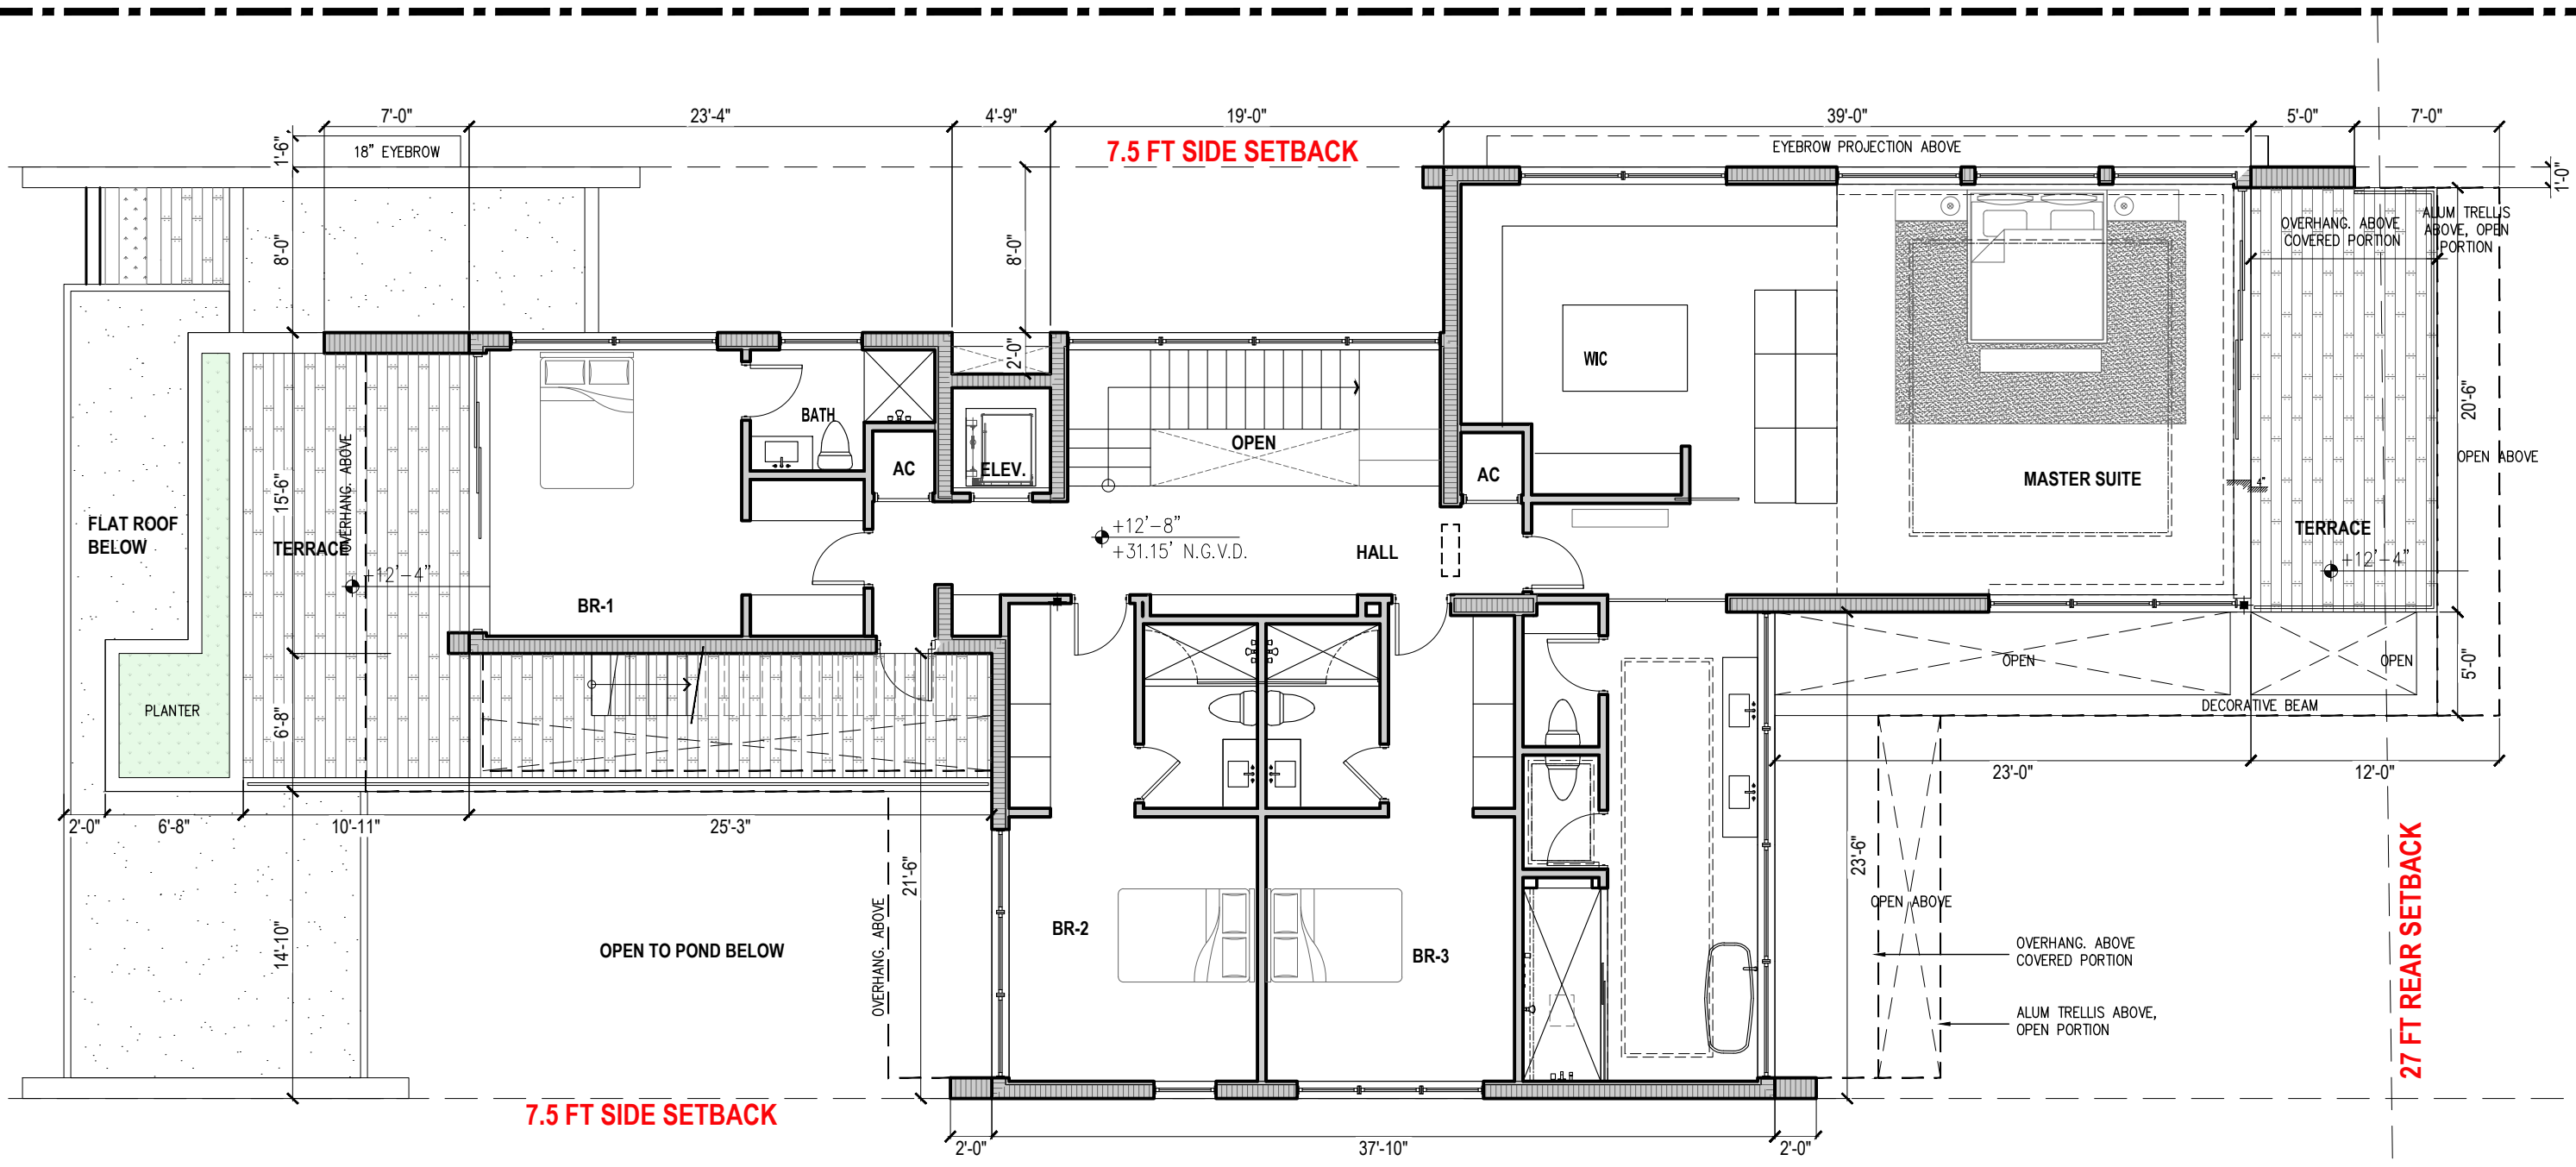 7'-0"
23'-4"
4'-9"
19'-0"
39'-0"
5'-0"
7'-0"
1'-6"
18" EYEBROW
7.5 FT SIDE SETBACK
EYEBROW PROJECTION ABOVE
1'-0"
8'-0"
8'-0"
OVERHANG. ABOVE
COVERED PORTION
ALUM TRELLIS
ABOVE, OPEN
PORTION
2'-0"
WIC
BATH
20'-6"
OPEN
AC
ELEV.
AC
MASTER SUITE
OPEN ABOVE
4"
15'-6"
OVERHANG. ABOVE
FLAT ROOF
BELOW
TERRACE
+12'-8"
+31.15' N.G.V.D.
HALL
TERRACE
+12'-4"
+12'-4"
BR-1
OPEN
OPEN
5'-0"
PLANTER
6'-8"
DECORATIVE BEAM
23'-0"
12'-0"
2'-0"
6'-8"
10'-11"
25'-3"
21'-6"
23'-6"
OPEN ABOVE
27 FT REAR SETBACK
14'-10"
OPEN TO POND BELOW
OVERHANG. ABOVE
BR-2
BR-3
OVERHANG. ABOVE
COVERED PORTION
ALUM TRELLIS ABOVE,
OPEN PORTION
7.5 FT SIDE SETBACK
2'-0"
37'-10"
2'-0"